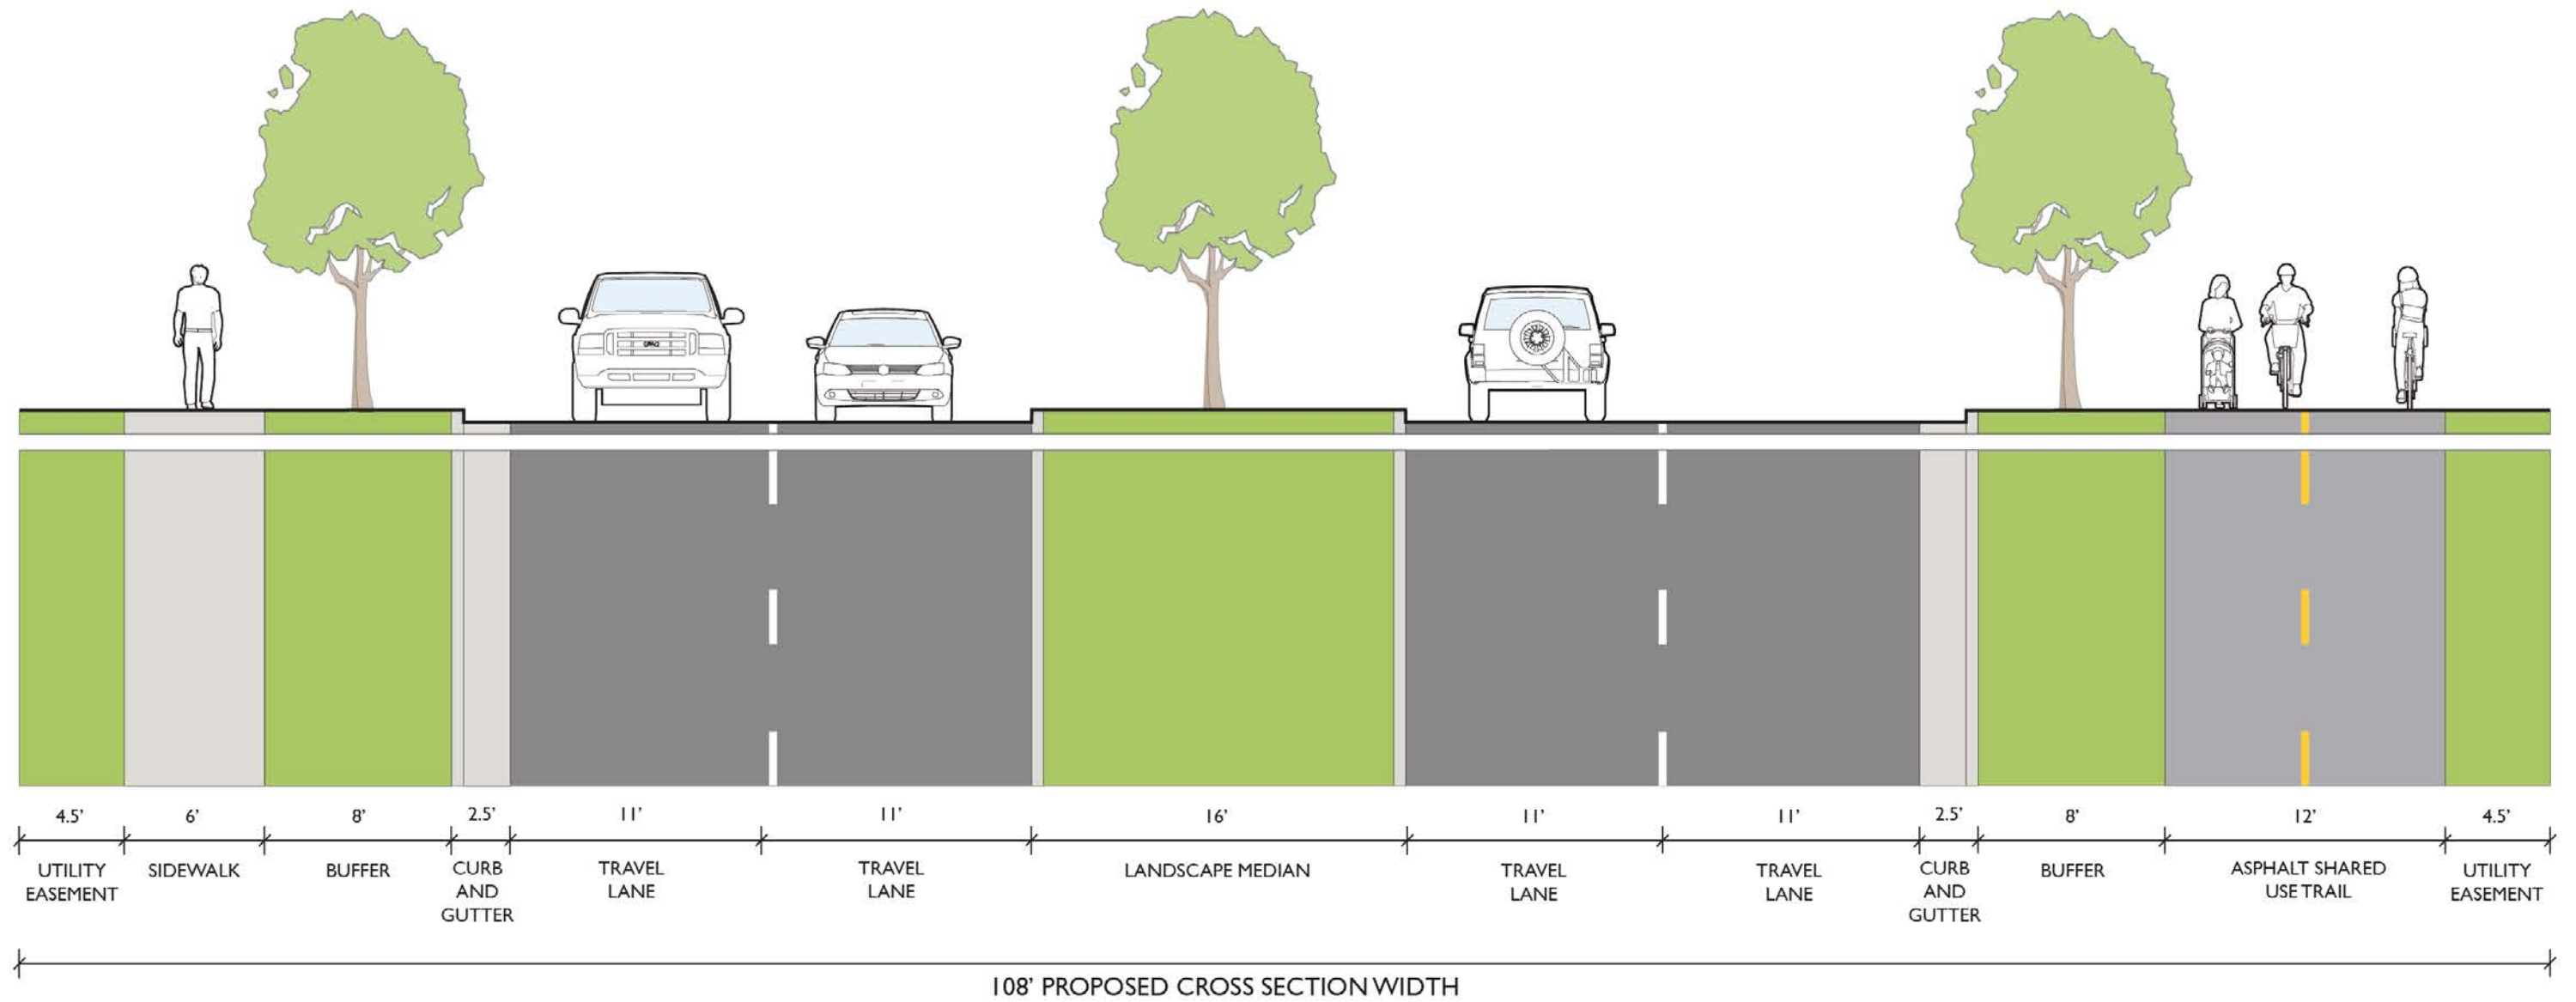 4.5' 6' 8' 2.5' 11' 11' 16' 11' 11' 2.5' 8' 12' 4.5'
UTILITY
EASEMENT
SIDEWALK
BUFFER
CURB
AND
GUTTER
TRAVEL
LANE
TRAVEL
LANE
LANDSCAPE MEDIAN
TRAVEL
LANE
TRAVEL
LANE
CURB
AND
GUTTER
BUFFER
ASPHALT SHARED
USE TRAIL
UTILITY
EASEMENT
108' PROPOSED CROSS SECTION WIDTH